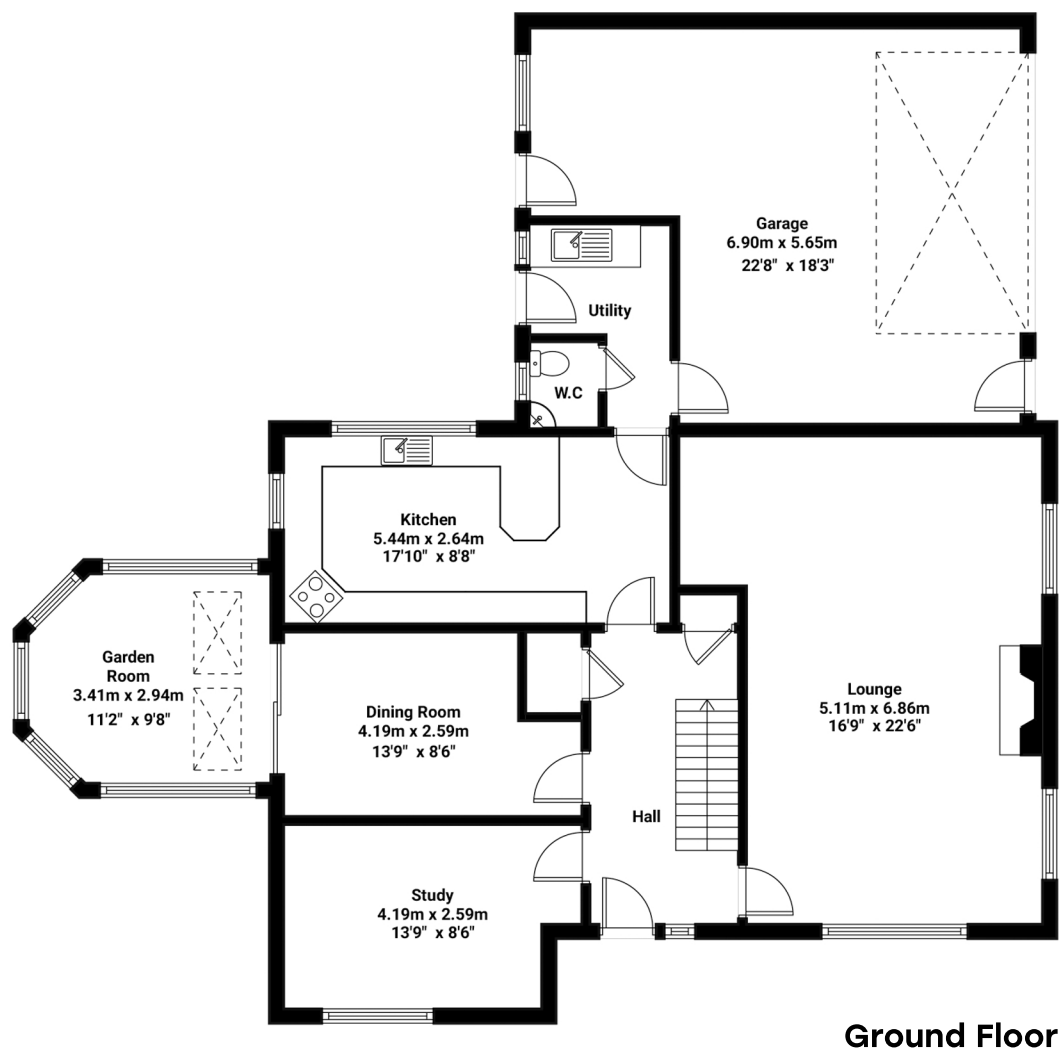 Garage
6.90m x 5.65m
22'8" x 18'3"
Utility
W.C
Kitchen
5.44m x 2.64m
17'10" x 8'8"
Garden
Room
3.41m x 2.94m
11'2" x 9'8"
Dining Room
4.19m x 2.59m
13'9" x 8'6"
Lounge
5.11m x 6.86m
16'9" x 22'6"
Hall
Study
4.19m x 2.59m
13'9" x 8'6"
Ground Floor